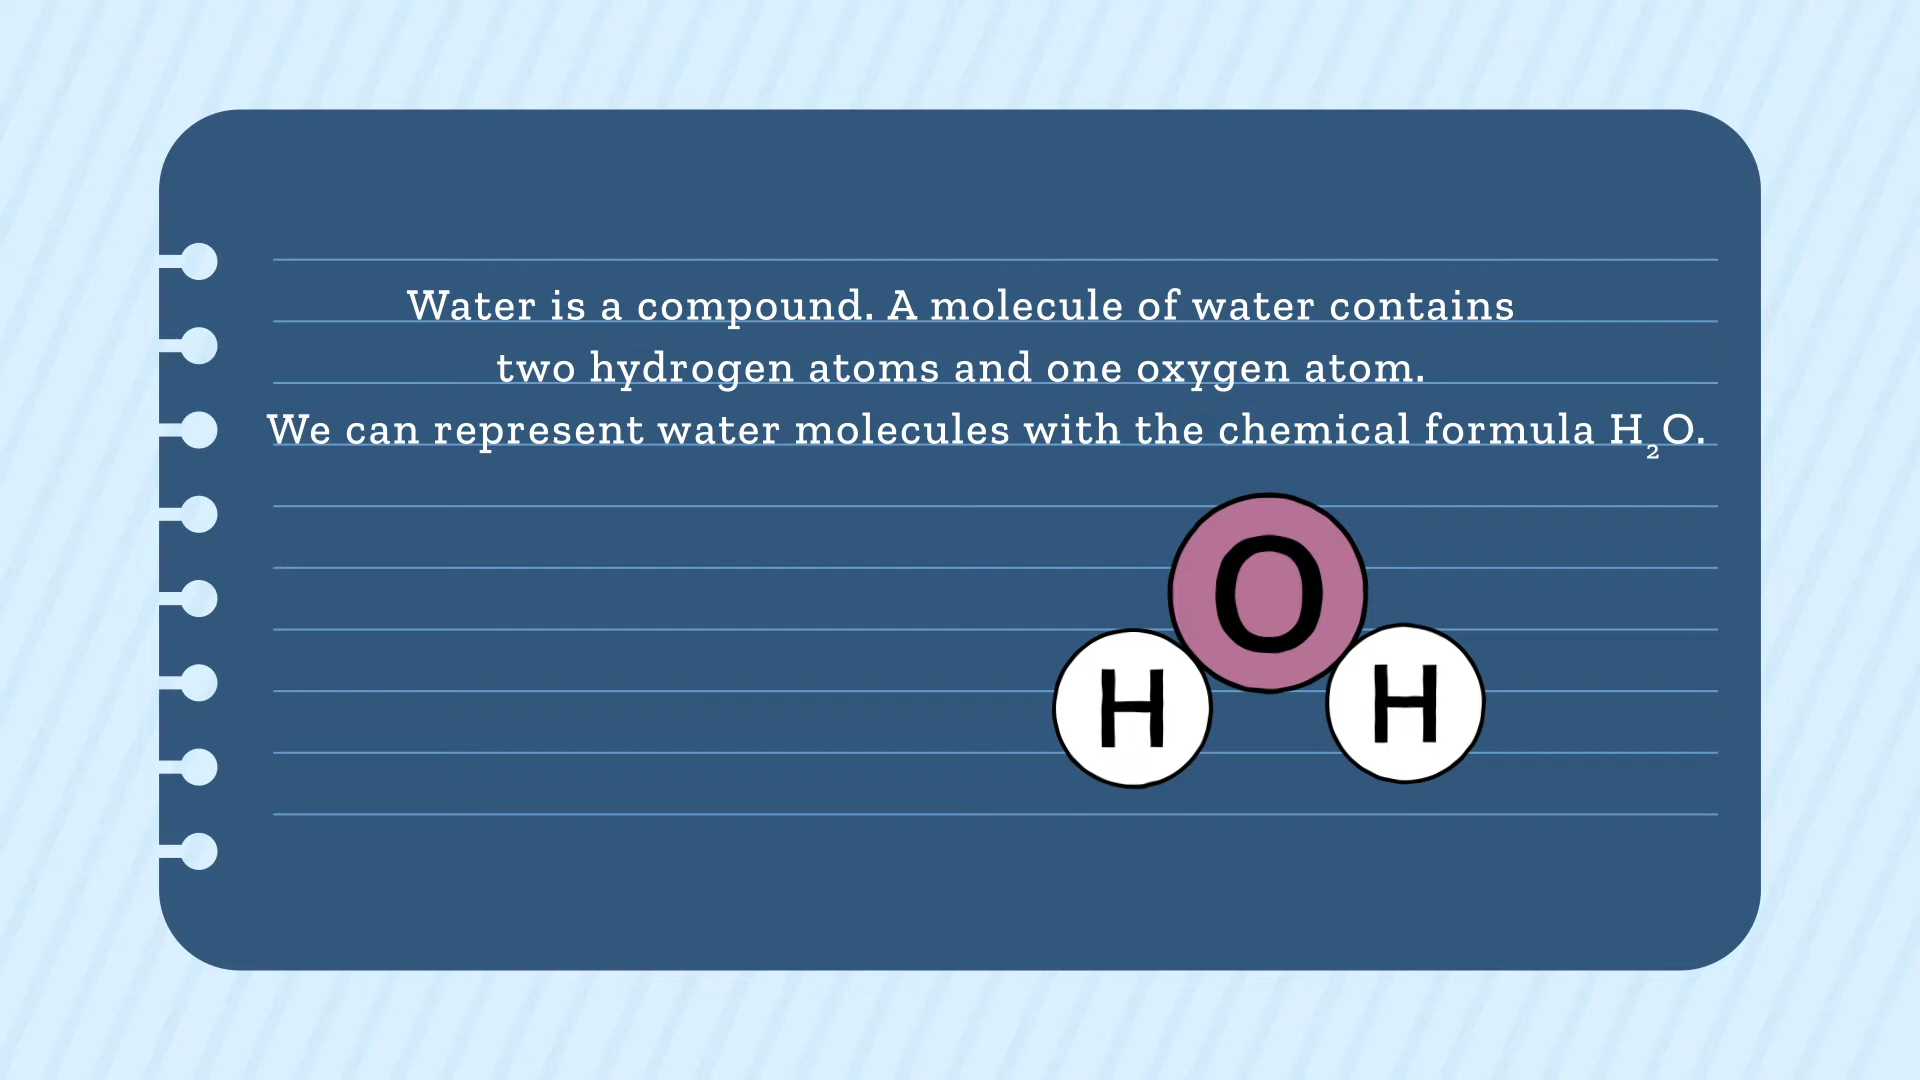 Water is a compound. A molecule of water contains
two hydrogen atoms and one oxygen atom.
We can represent water molecules with the chemical formula H₂O.
O
H H